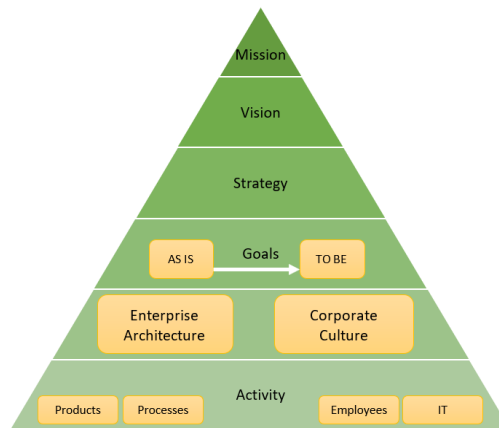 Mission
Vision
Strategy
Goals
AS IS
TO BE
Enterprise
Architecture
Corporate
Culture
Activity
Products
Processes
Employees
IT